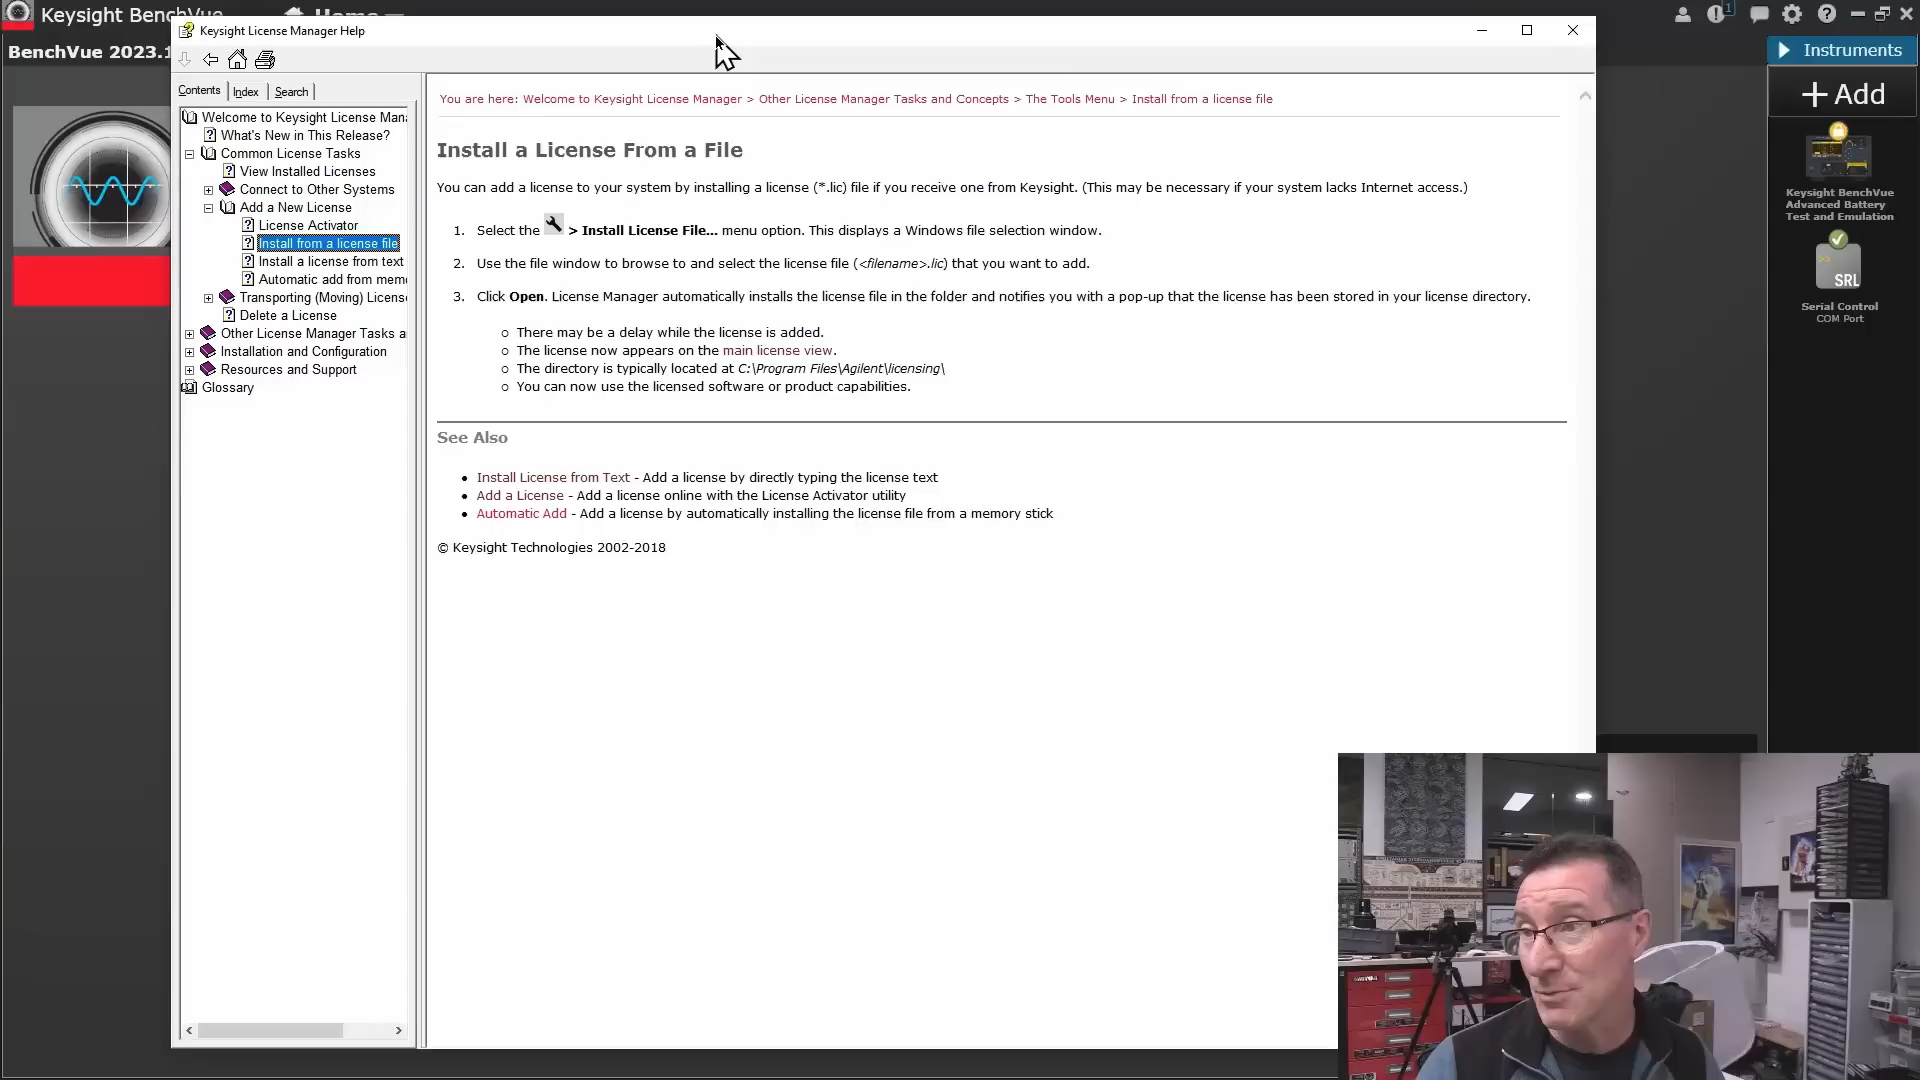 Keysight BenchVue
Home
1
BenchVue 2023.1
Instruments
+ Add
Keysight BenchVue
Advanced Battery
Test and Emulation
>>
SRL
Serial Control
COM Port
Keysight License Manager Help
Contents
Index
Search
Welcome to Keysight License Man
What's New in This Release?
Common License Tasks
View Installed Licenses
Connect to Other Systems
Add a New License
License Activator
Install from a license file
Install a license from text
Automatic add from mem
Transporting (Moving) License
Delete a License
Other License Manager Tasks a
Installation and Configuration
Resources and Support
Glossary
You are here: Welcome to Keysight License Manager > Other License Manager Tasks and Concepts > The Tools Menu > Install from a license file
Install a License From a File
You can add a license to your system by installing a license (*.lic) file if you receive one from Keysight. (This may be necessary if your system lacks Internet access.)
1. Select the > Install License File... menu option. This displays a Windows file selection window.
2. Use the file window to browse to and select the license file (<filename>.lic) that you want to add.
3. Click Open. License Manager automatically installs the license file in the folder and notifies you with a pop-up that the license has been stored in your license directory.
o There may be a delay while the license is added.
o The license now appears on the main license view.
o The directory is typically located at C:\Program Files\Agilent\licensing\
o You can now use the licensed software or product capabilities.
See Also
• Install License from Text - Add a license by directly typing the license text
• Add a License - Add a license online with the License Activator utility
• Automatic Add - Add a license by automatically installing the license file from a memory stick
© Keysight Technologies 2002-2018